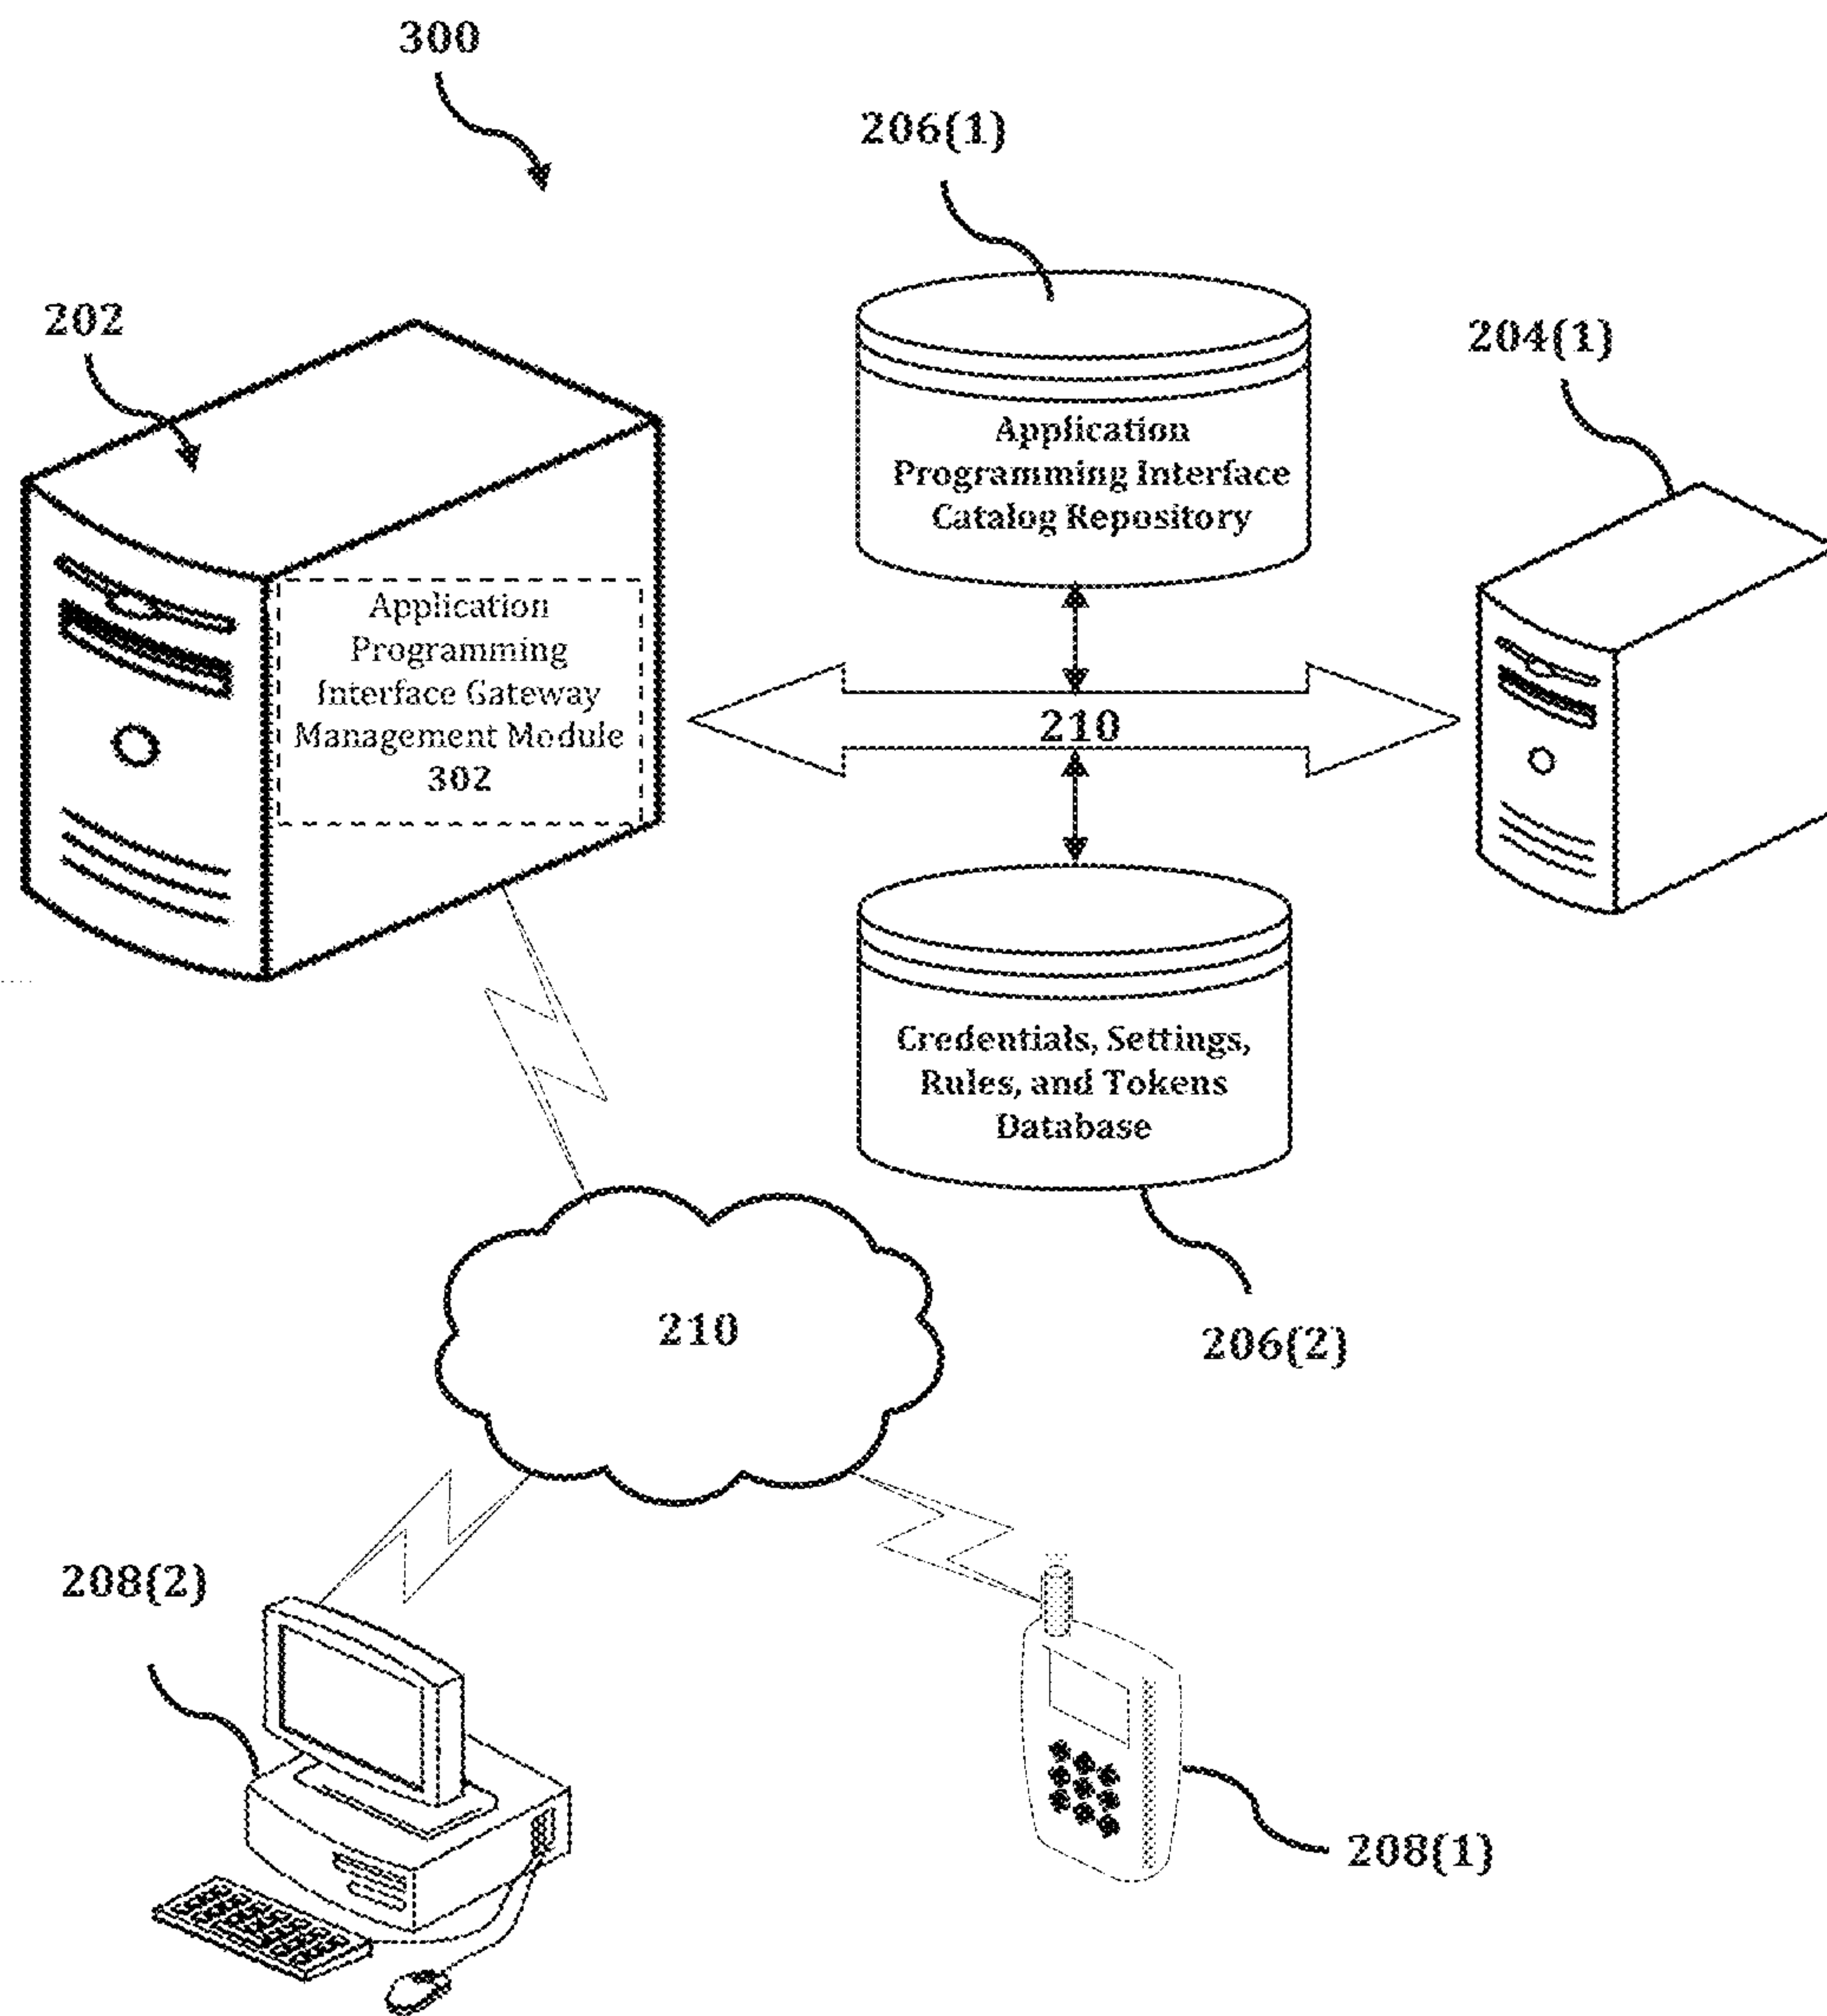 300
206(1)
202
204(1)
Application
Programming Interface
Catalog Repository
Application
Programming
Interface Gateway
Management Module
302
210
Credentials, Settings,
Rules, and Tokens
Database
210
206(2)
208(2)
208(1)